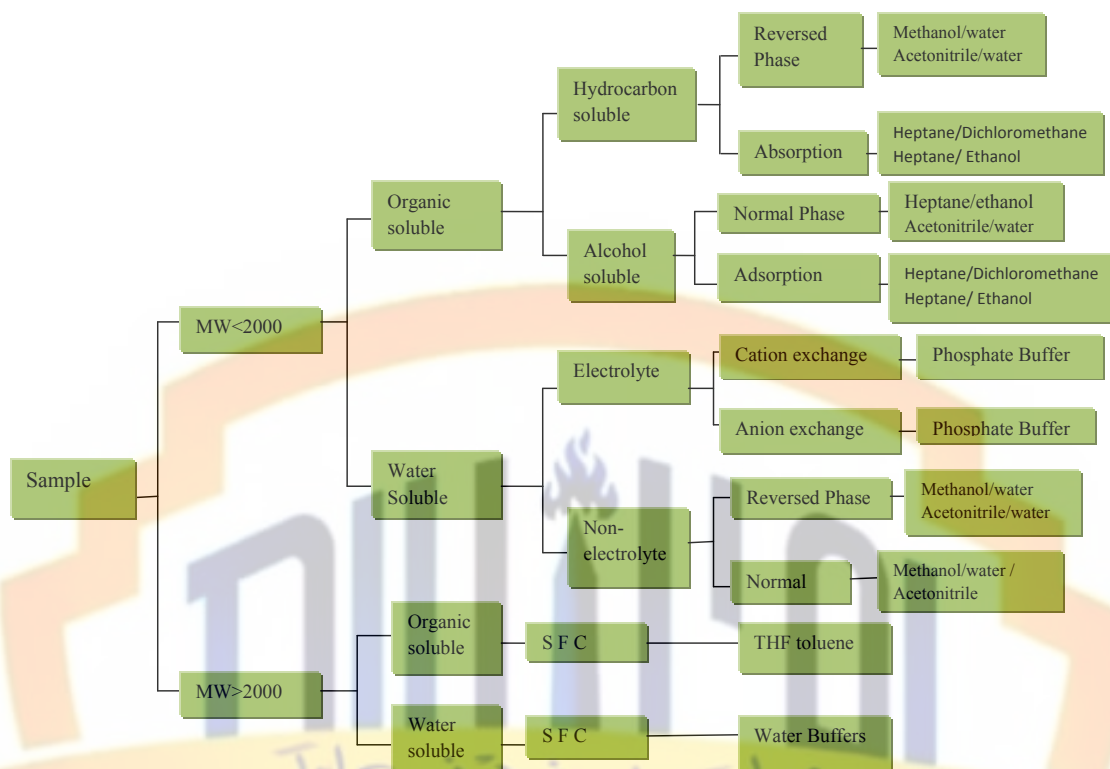 Reversed
Phase
Methanol/water
Acetonitrile/water
Hydrocarbon
soluble
Absorption
Heptane/Dichloromethane
Heptane/ Ethanol
Organic
soluble
Normal Phase
Heptane/ethanol
Acetonitrile/water
Alcohol
soluble
Adsorption
Heptane/Dichloromethane
Heptane/ Ethanol
MW<2000
Electrolyte
Cation exchange
Phosphate Buffer
Anion exchange
Phosphate Buffer
Sample
Water
Soluble
Reversed Phase
Methanol/water
Acetonitrile/water
Non-
electrolyte
Normal
Methanol/water /
Acetonitrile
Organic
soluble
S F C
THF toluene
MW>2000
Water
soluble
S F C
Water Buffers